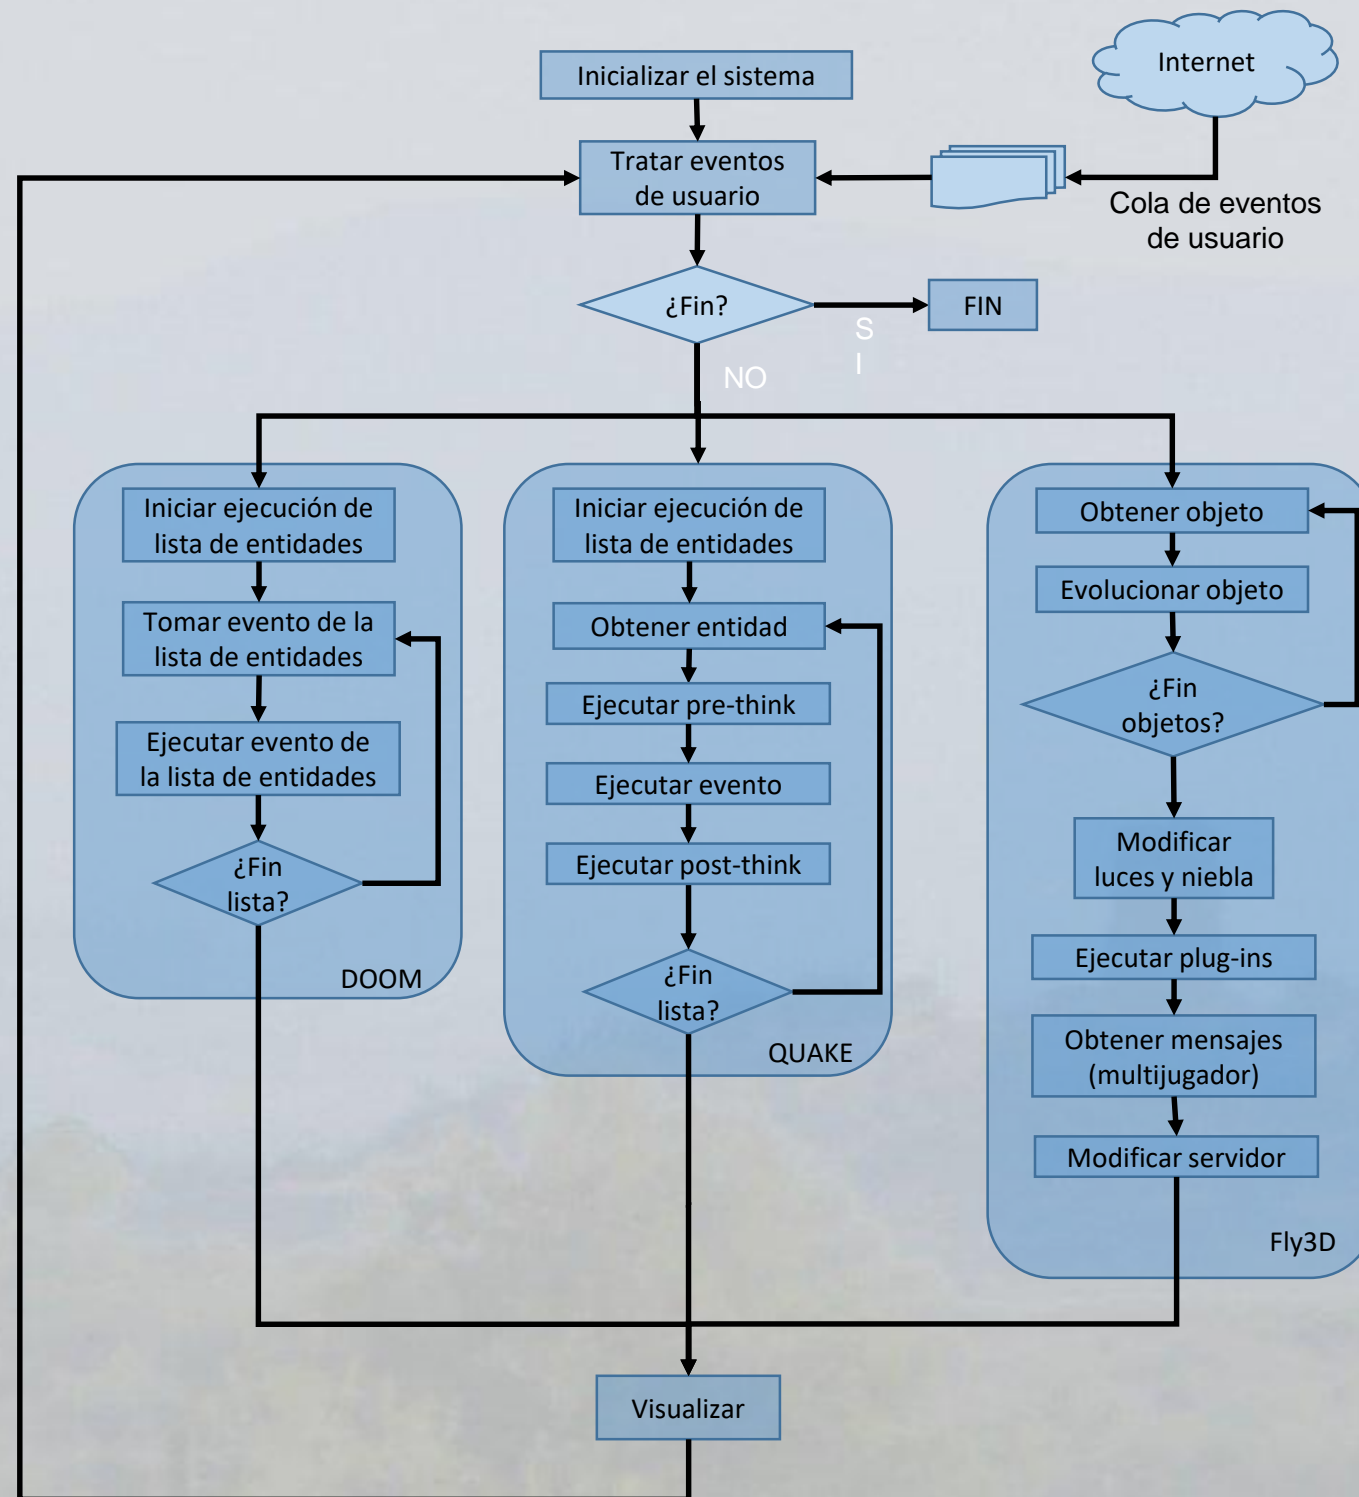 Inicializar el sistema
Internet
Tratar eventos
de usuario
Cola de eventos
de usuario
¿Fin?
S
I
FIN
NO
Iniciar ejecución de
lista de entidades
Tomar evento de la
lista de entidades
Ejecutar evento de
la lista de entidades
¿Fin
lista?
DOOM
Iniciar ejecución de
lista de entidades
Obtener entidad
Ejecutar pre-think
Ejecutar evento
Ejecutar post-think
¿Fin
lista?
QUAKE
Obtener objeto
Evolucionar objeto
¿Fin
objetos?
Modificar
luces y niebla
Ejecutar plug-ins
Obtener mensajes
(multijugador)
Modificar servidor
Fly3D
Visualizar